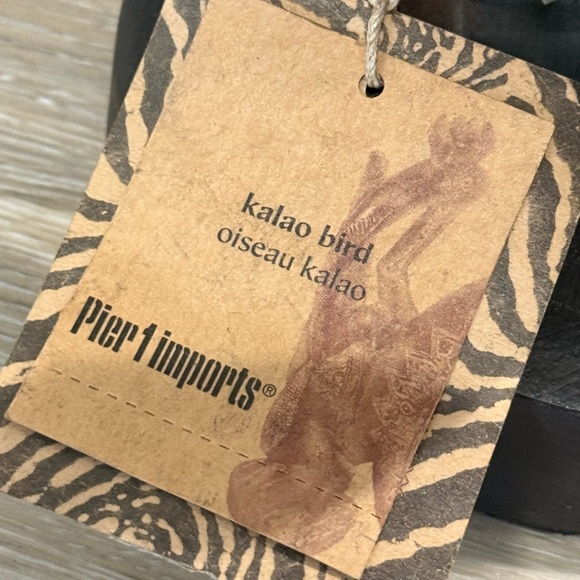 kalao bird
oiseau kalao
Pier 1 imports®